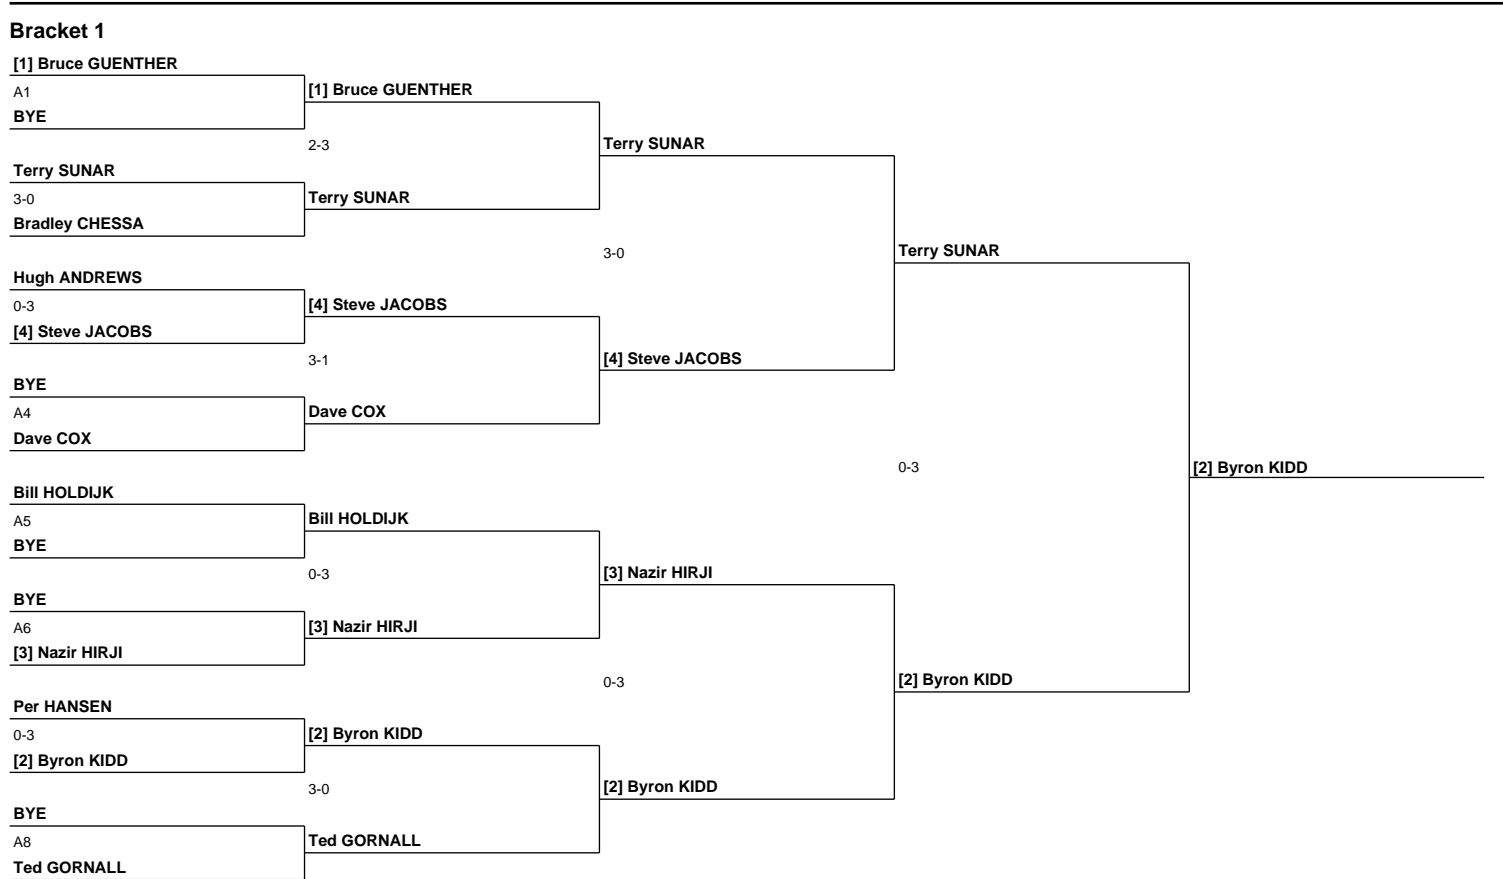 Bracket 1
[1] Bruce GUENTHER
A1
BYE
Terry SUNAR
3-0
Bradley CHESSA
Hugh ANDREWS
0-3
[4] Steve JACOBS
BYE
A4
Dave COX
Bill HOLDIJK
A5
BYE
BYE
A6
[3] Nazir HIRJI
Per HANSEN
0-3
[2] Byron KIDD
BYE
A8
Ted GORNALL
[1] Bruce GUENTHER
2-3
Terry SUNAR
[4] Steve JACOBS
3-1
Dave COX
Bill HOLDIJK
0-3
[3] Nazir HIRJI
[2] Byron KIDD
3-0
Ted GORNALL
Terry SUNAR
3-0
[4] Steve JACOBS
[3] Nazir HIRJI
0-3
[2] Byron KIDD
Terry SUNAR
0-3
[2] Byron KIDD
[2] Byron KIDD